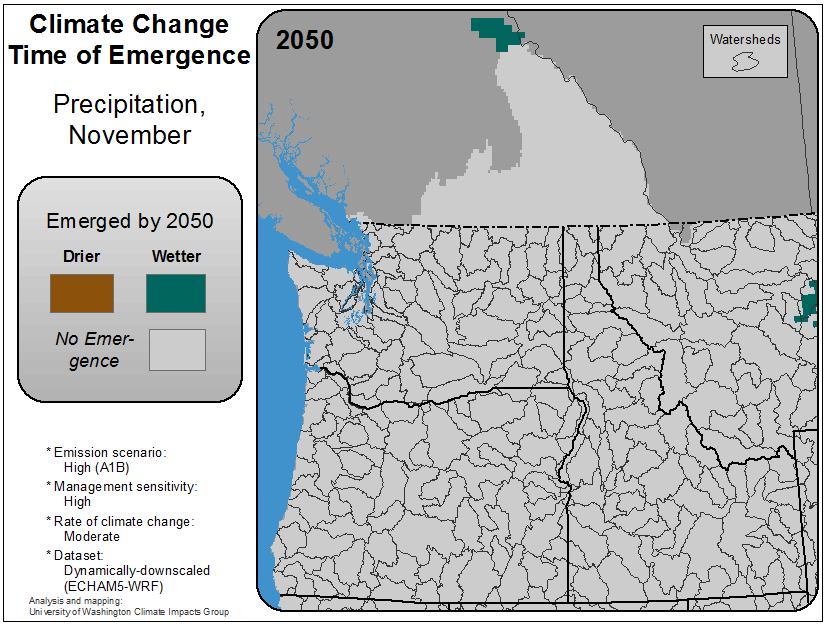 Climate Change
Time of Emergence
Precipitation,
November
Emerged by 2050
Drier
Wetter
No Emer-
gence
* Emission scenario:
High (A1B)
* Management sensitivity:
High
* Rate of climate change:
Moderate
* Dataset:
Dynamically-downscaled
(ECHAM5-WRF)
Analysis and mapping:
University of Washington Climate Impacts Group
2050
Watersheds